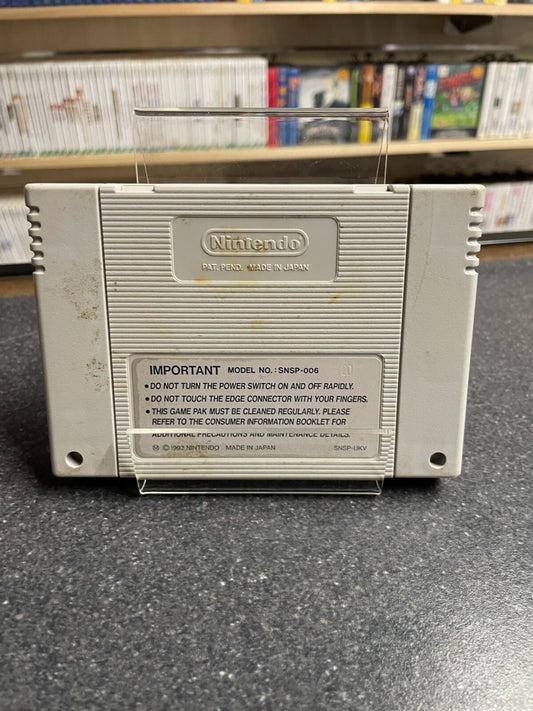 Nintendo
PAT. PEND. MADE IN JAPAN
IMPORTANT MODEL NO. : SNSP-006
• DO NOT TURN THE POWER SWITCH ON AND OFF RAPIDLY.
• DO NOT TOUCH THE EDGE CONNECTOR WITH YOUR FINGERS.
• THIS GAME PAK MUST BE CLEANED REGULARLY. PLEASE
REFER TO THE CONSUMER INFORMATION BOOKLET FOR
ADDITIONAL PRECAUTIONS AND MAINTENANCE DETAILS.
Ⓜ © 1992 NINTENDO MADE IN JAPAN SNSP-UKV